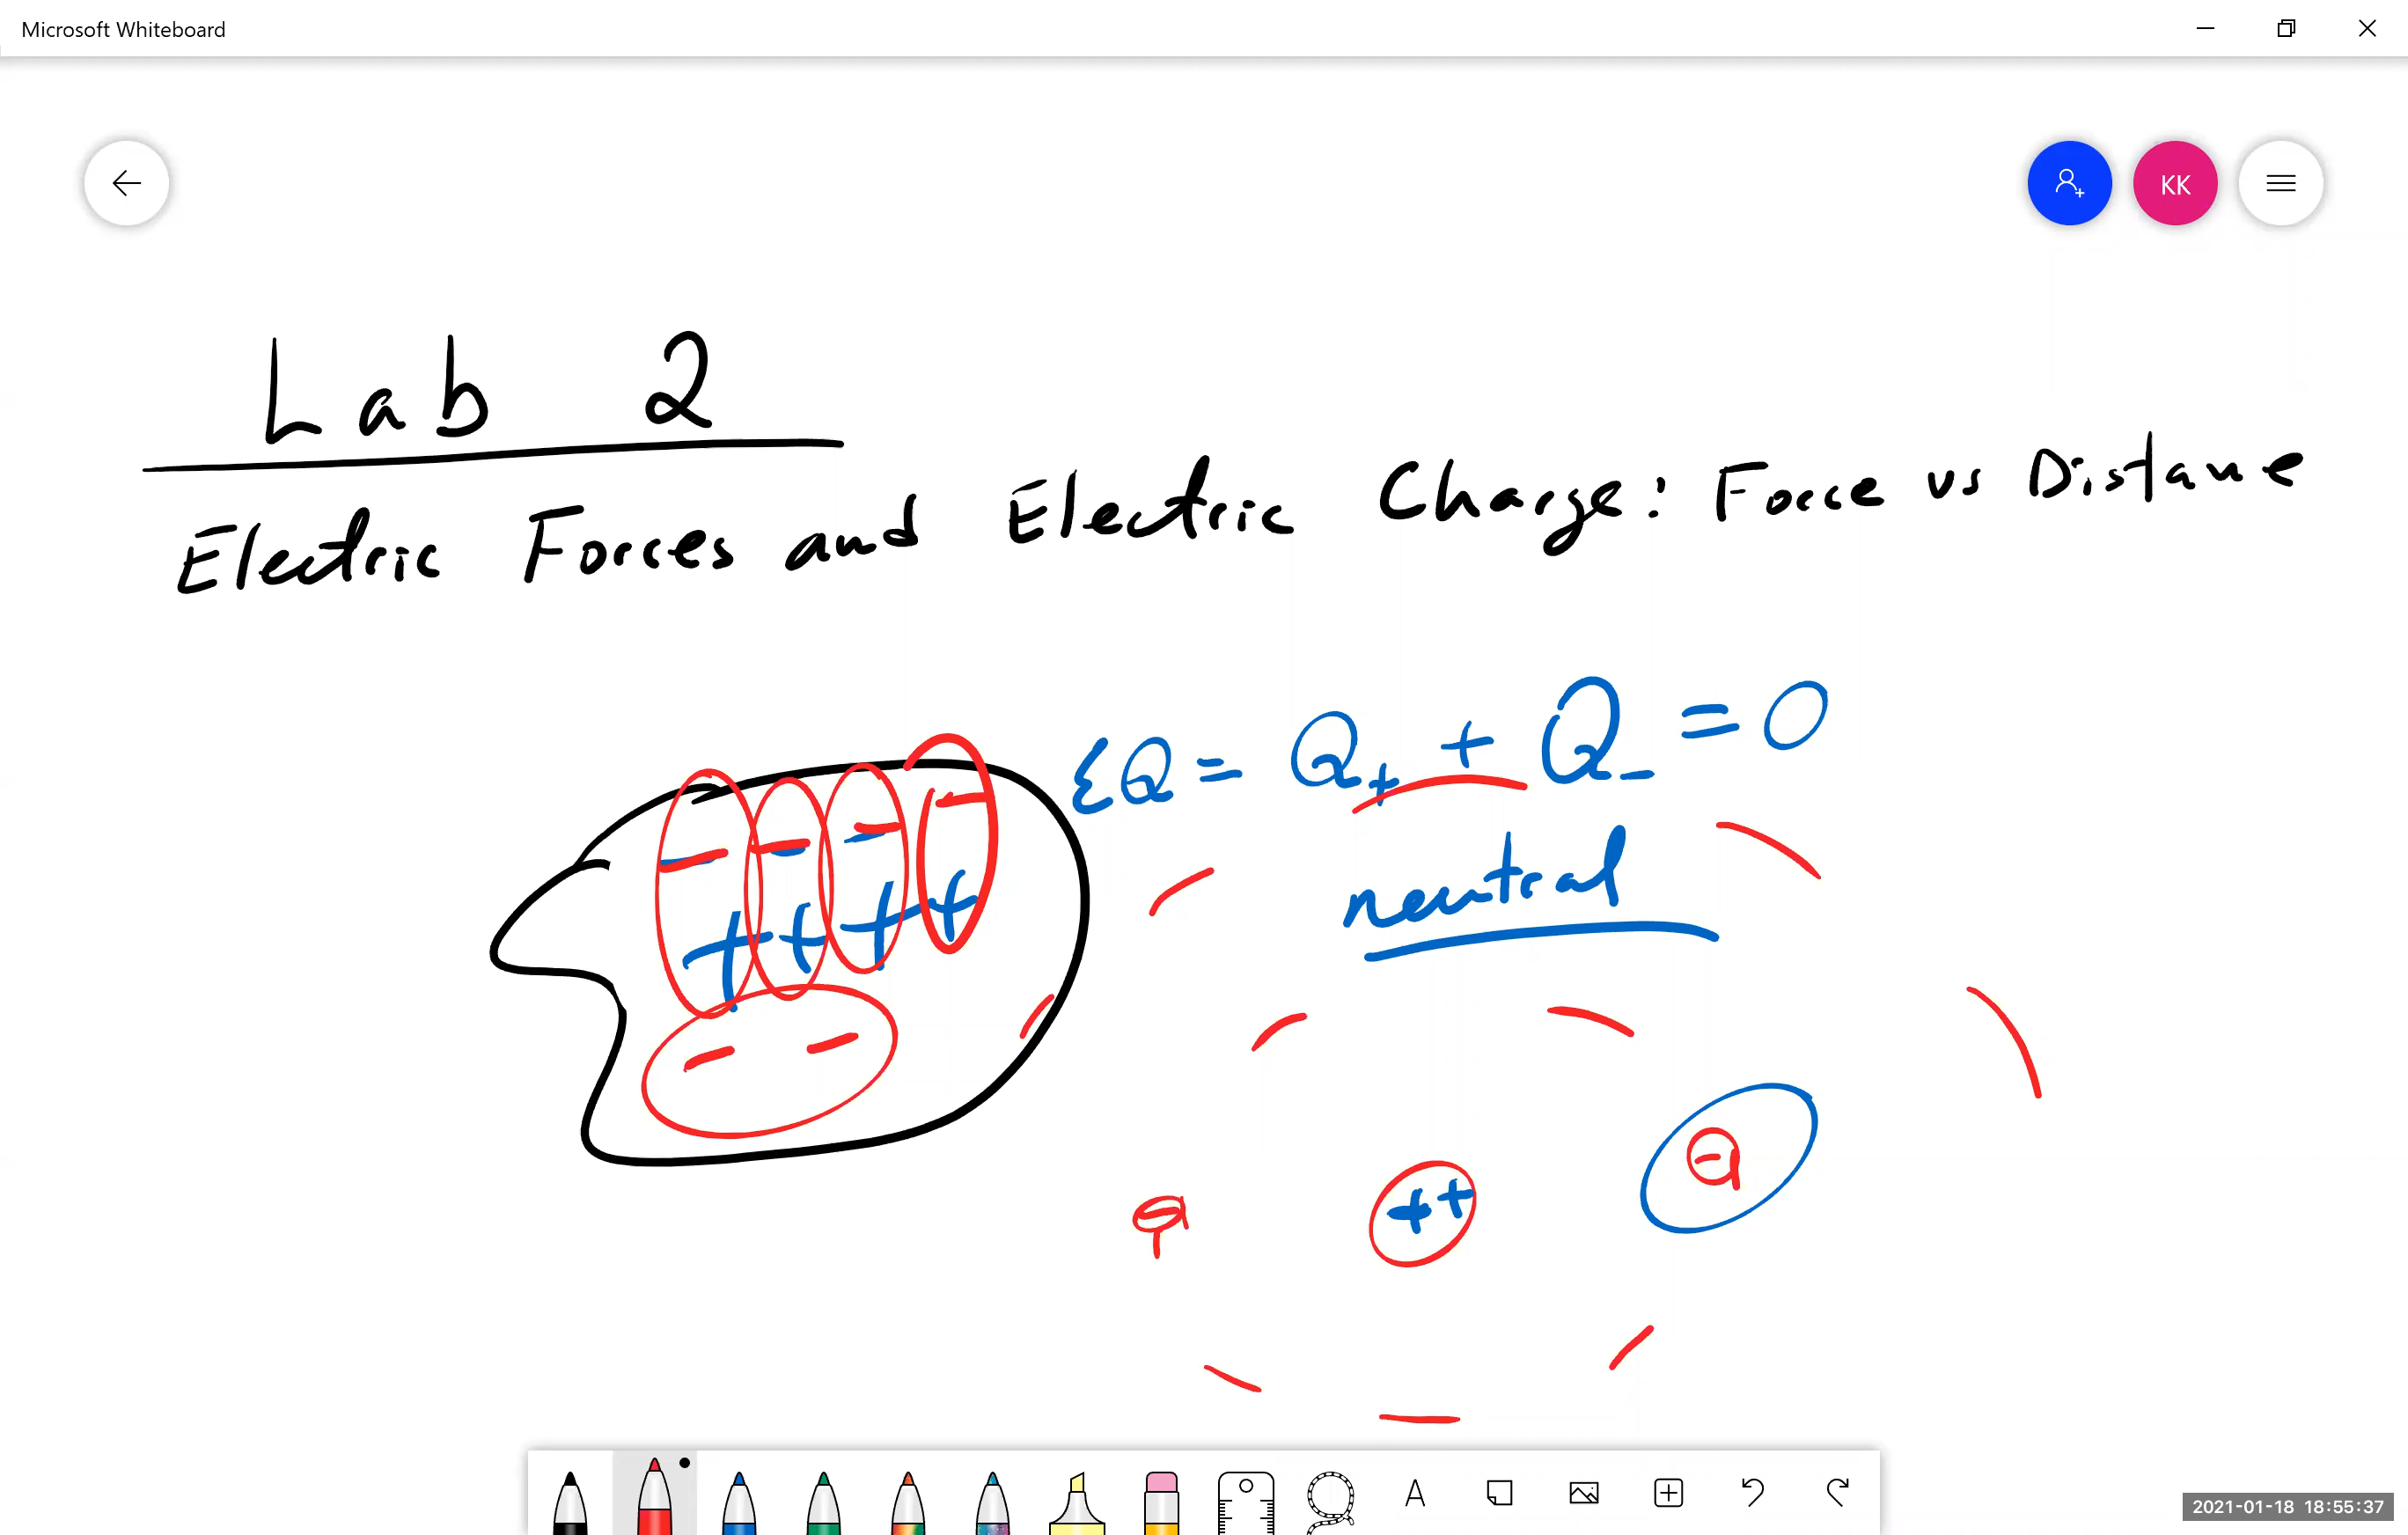 Microsoft Whiteboard
KK
Lab 2
Electric Forces and Electric Charge: Force vs Distance
ΣQ = Q₊ + Q₋ = 0
- - - -
+ + + +
neutral
- -
- ++ -
A
2021-01-18 18:55:37